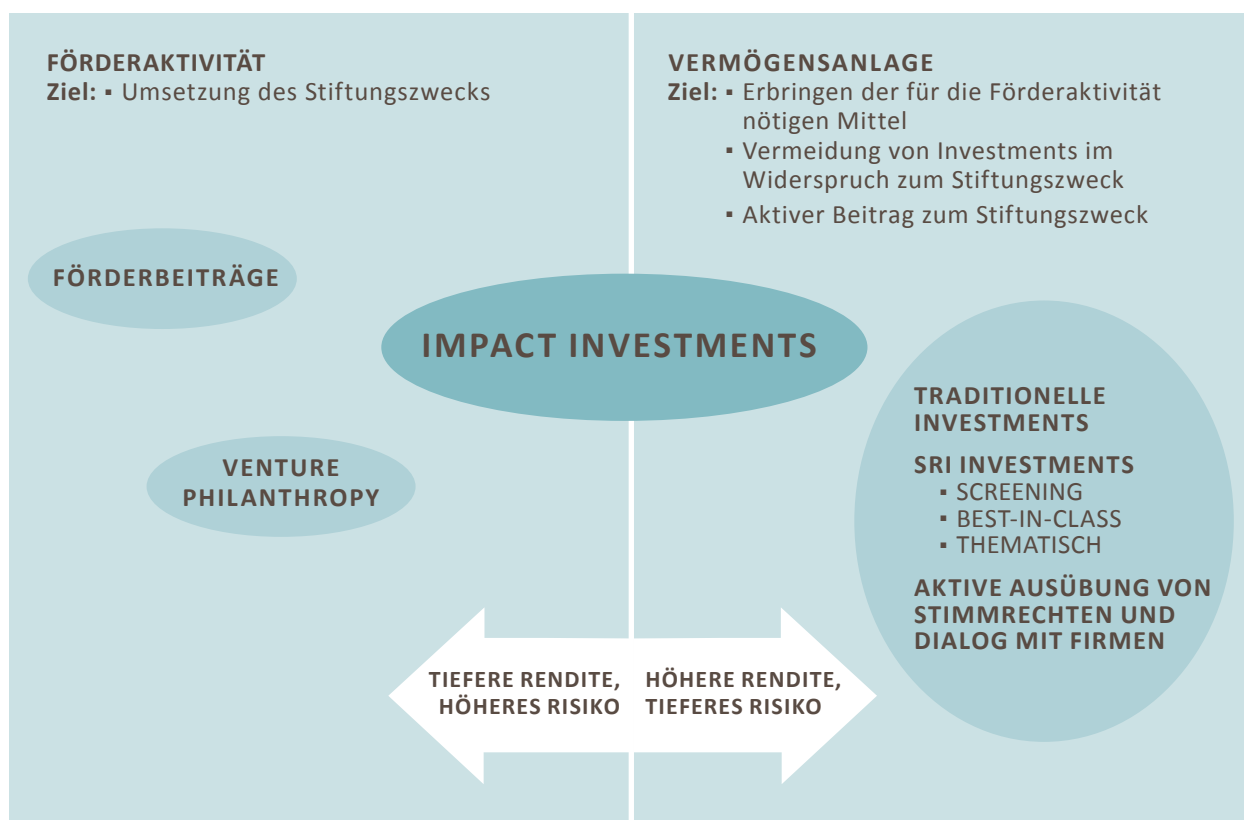 FÖRDERAKTIVITÄT
Ziel: ▪ Umsetzung des Stiftungszwecks
VERMÖGENSANLAGE
Ziel: ▪ Erbringen der für die Förderaktivität
nötigen Mittel
▪ Vermeidung von Investments im
Widerspruch zum Stiftungszweck
▪ Aktiver Beitrag zum Stiftungszweck
FÖRDERBEITRÄGE
IMPACT INVESTMENTS
VENTURE
PHILANTHROPY
TRADITIONELLE
INVESTMENTS
SRI INVESTMENTS
▪ SCREENING
▪ BEST-IN-CLASS
▪ THEMATISCH
AKTIVE AUSÜBUNG VON
STIMMRECHTEN UND
DIALOG MIT FIRMEN
TIEFERE RENDITE,
HÖHERES RISIKO
HÖHERE RENDITE,
TIEFERES RISIKO